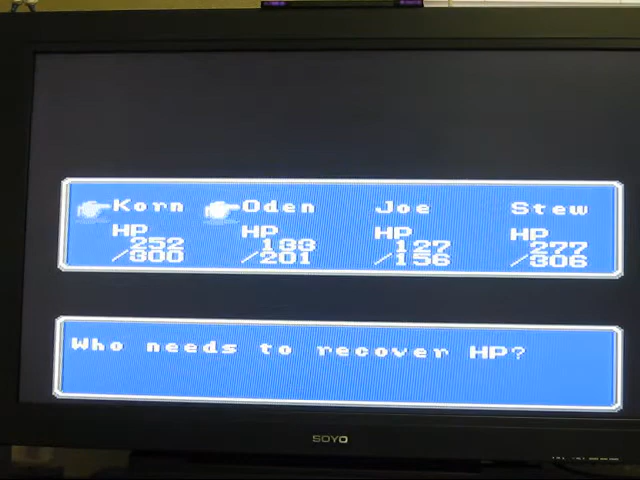 Korn Oden Joe Stew
HP HP HP HP
252 133 127 277
/300 /201 /156 /306
Who needs to recover HP?
SOYO